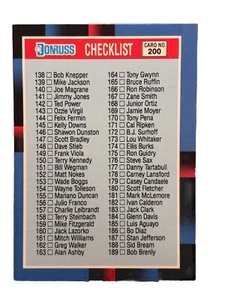 DONRUSS CHECKLIST CARD NO 200
138 Bob Knepper
139 Mike Jackson
140 Joe Magrane
141 Jimmy Jones
142 Ted Power
143 Ozzie Virgil
144 Felix Fermin
145 Kelly Downs
146 Shawon Dunston
147 Scott Bradley
148 Dave Stieb
149 Frank Viola
150 Terry Kennedy
151 Bill Wegman
152 Matt Nokes
153 Wade Boggs
154 Wayne Tolleson
155 Mariano Duncan
156 Julio Franco
157 Charlie Leibrandt
158 Terry Steinbach
159 Mike Fitzgerald
160 Jack Lazorko
161 Mitch Williams
162 Greg Walker
163 Alan Ashby
164 Tony Gwynn
165 Bruce Ruffin
166 Ron Robinson
167 Zane Smith
168 Junior Ortiz
169 Jamie Moyer
170 Tony Pena
171 Cal Ripken
172 B.J. Surhoff
173 Lou Whitaker
174 Ellis Burks
175 Ron Guidry
176 Steve Sax
177 Danny Tartabull
178 Carney Lansford
179 Casey Candaele
180 Scott Fletcher
181 Mark McLemore
182 Ivan Calderon
183 Jack Clark
184 Glenn Davis
185 Luis Aguayo
186 Bo Diaz
187 Stan Jefferson
188 Sid Bream
189 Bob Brenly